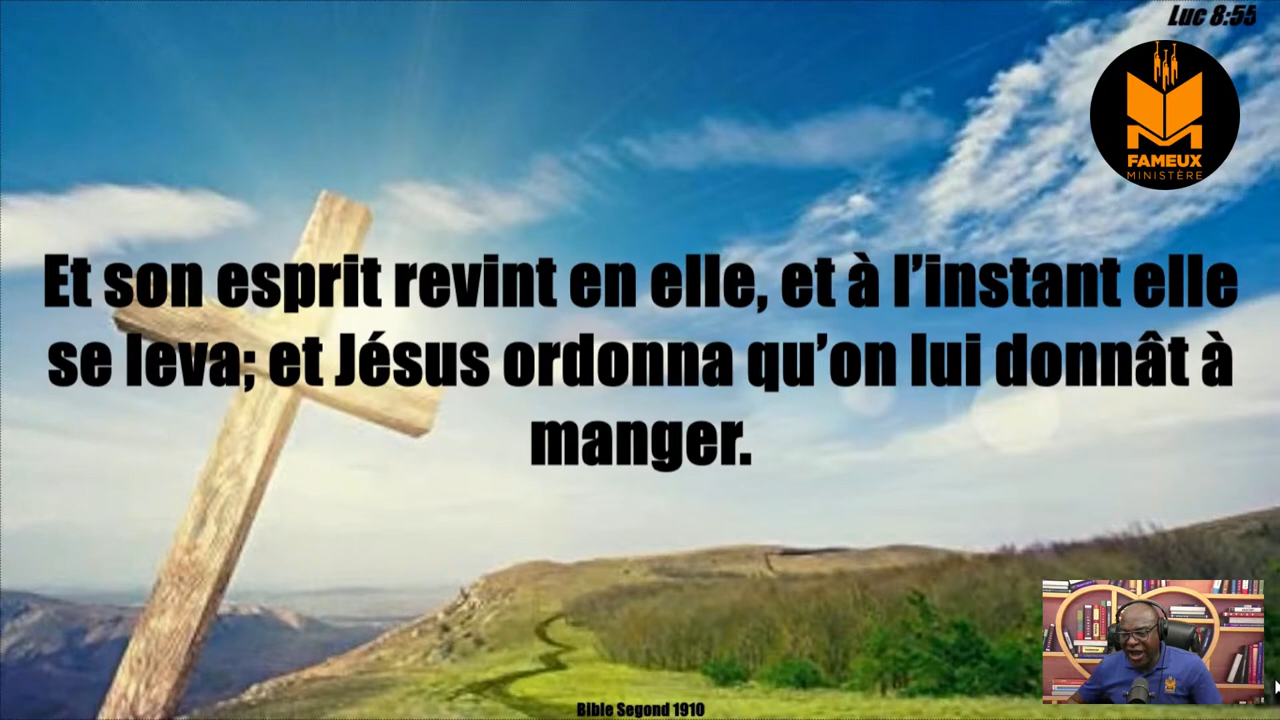 Luc 8:55
FAMEUX
MINISTÈRE
Et son esprit revint en elle, et à l’instant elle
se leva; et Jésus ordonna qu’on lui donnât à
manger.
Bible Segond 1910